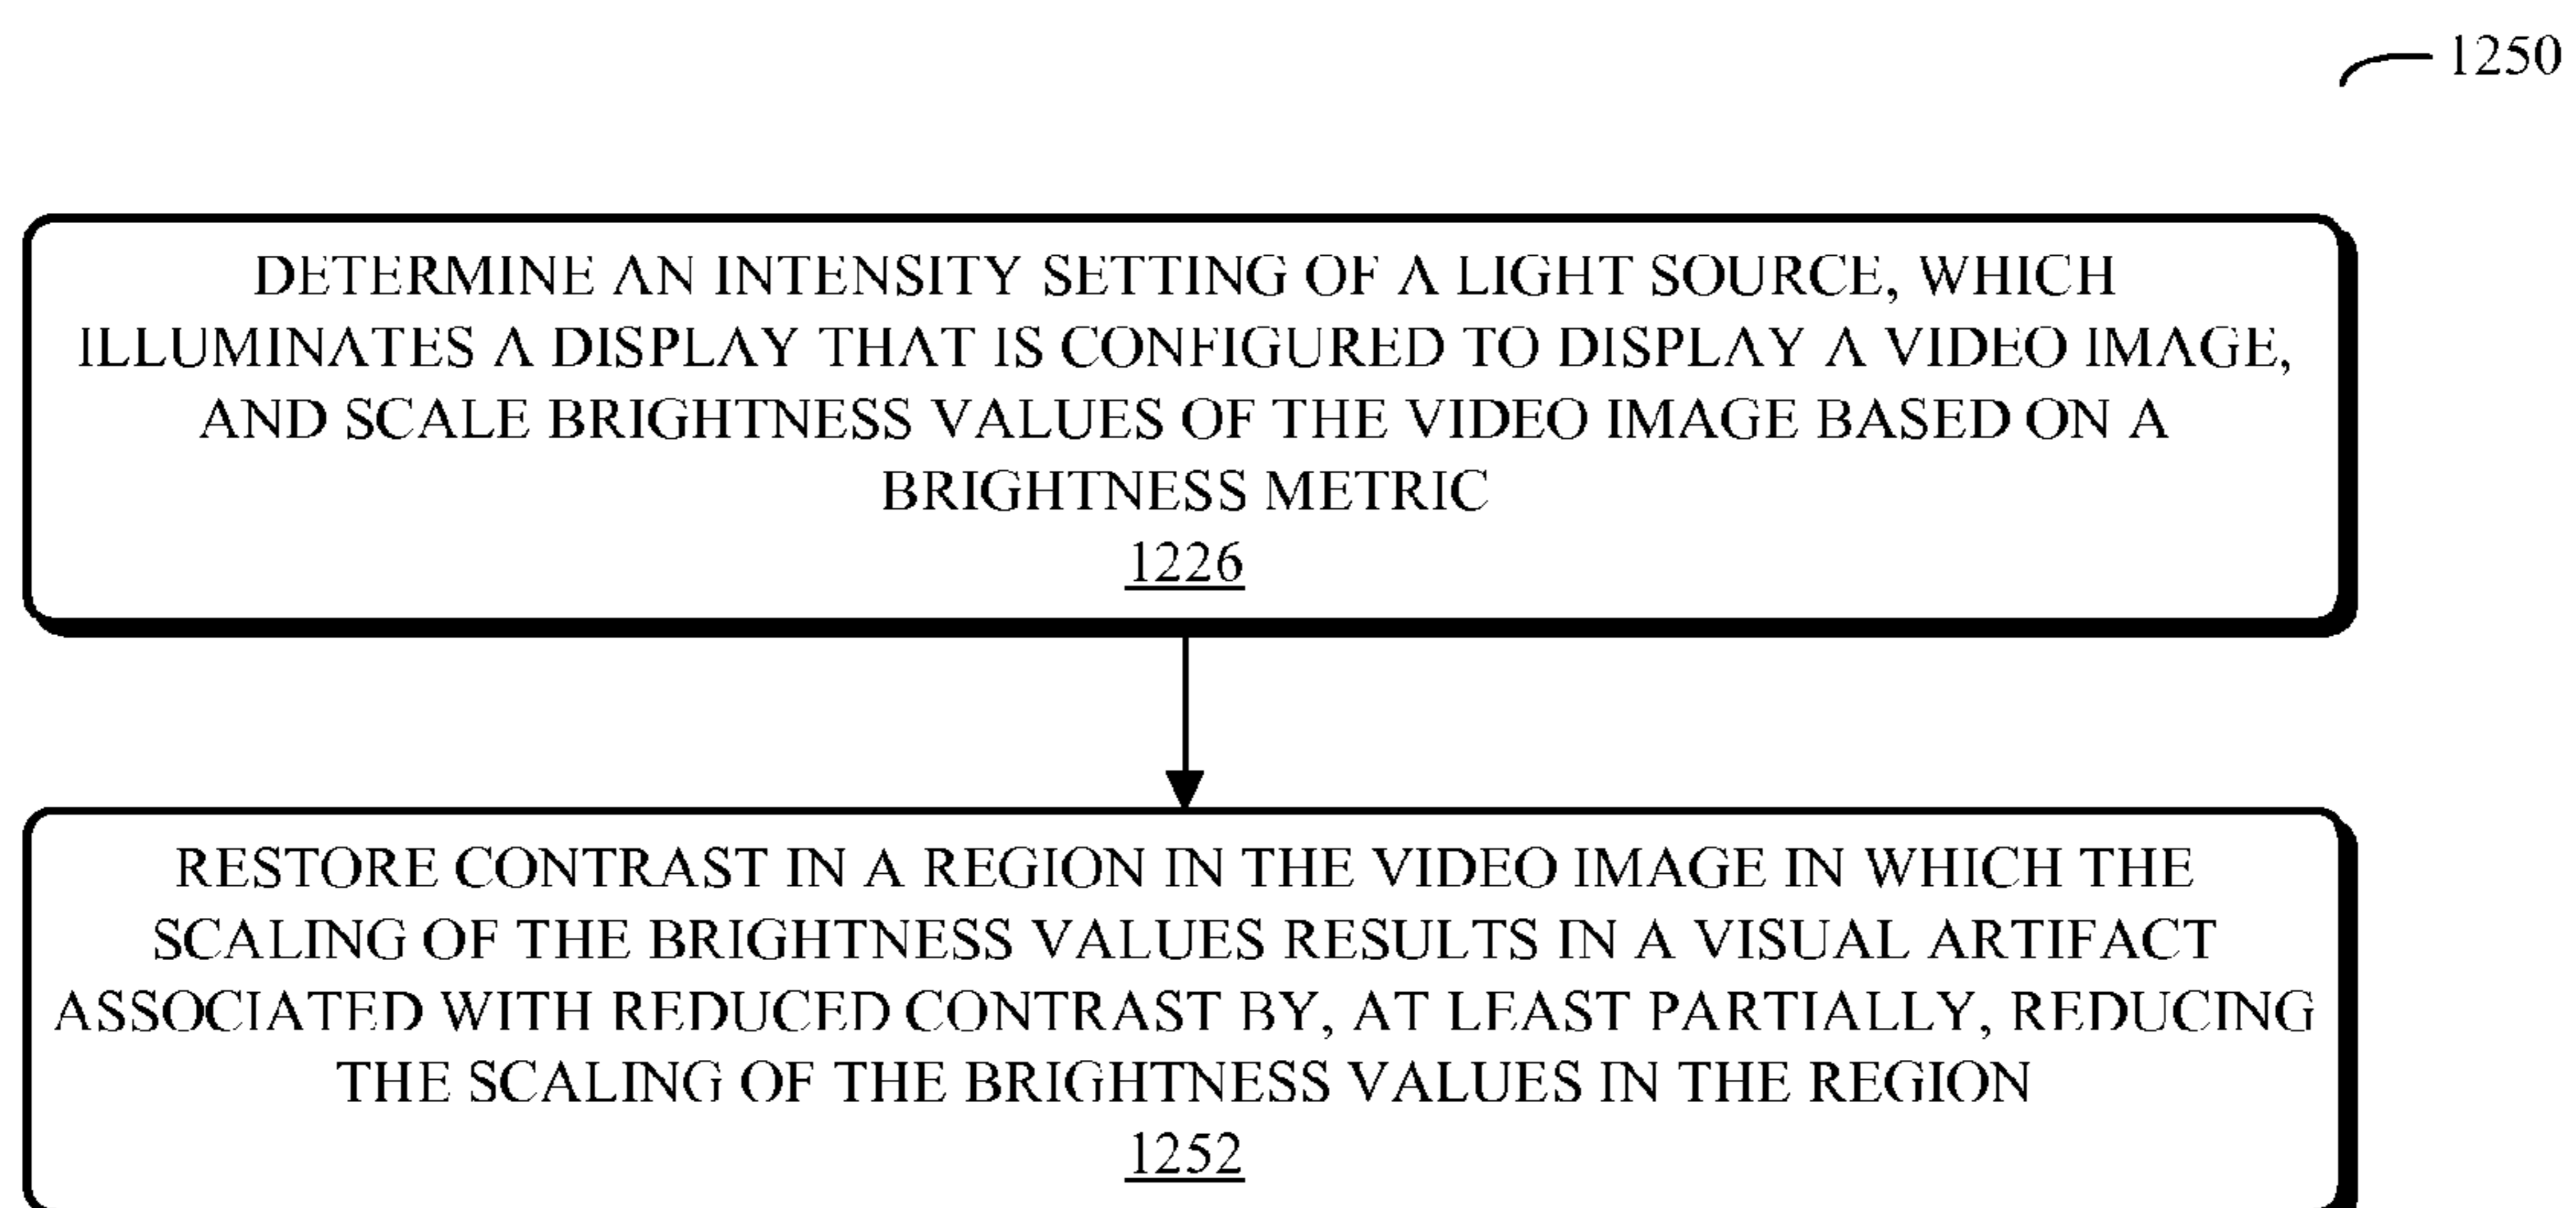 1250
DETERMINE AN INTENSITY SETTING OF A LIGHT SOURCE, WHICH
ILLUMINATES A DISPLAY THAT IS CONFIGURED TO DISPLAY A VIDEO IMAGE,
AND SCALE BRIGHTNESS VALUES OF THE VIDEO IMAGE BASED ON A
BRIGHTNESS METRIC
1226
RESTORE CONTRAST IN A REGION IN THE VIDEO IMAGE IN WHICH THE
SCALING OF THE BRIGHTNESS VALUES RESULTS IN A VISUAL ARTIFACT
ASSOCIATED WITH REDUCED CONTRAST BY, AT LEAST PARTIALLY, REDUCING
THE SCALING OF THE BRIGHTNESS VALUES IN THE REGION
1252